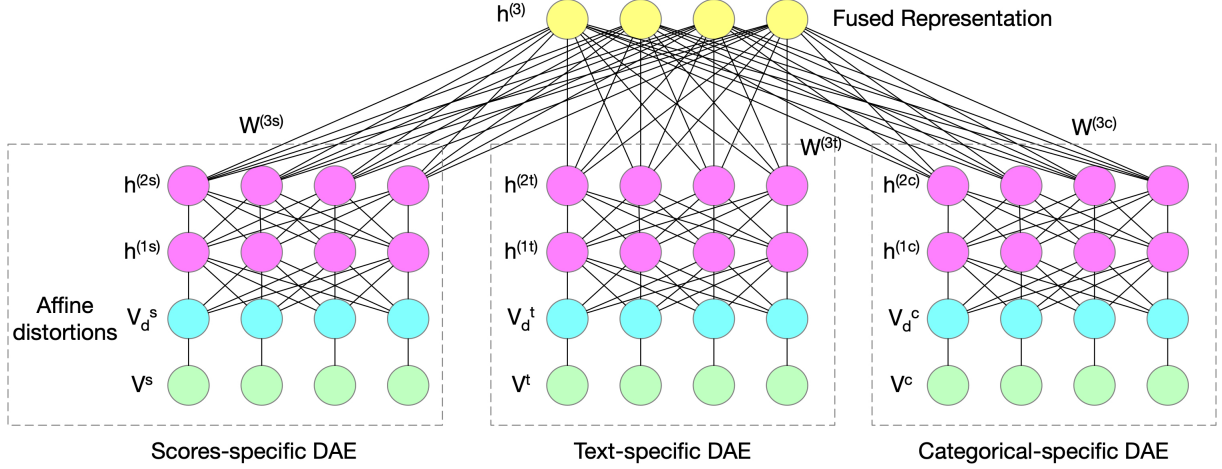 h(3) Fused Representation
W(3s) W(3t) W(3c)
h(2s) h(2t) h(2c)
h(1s) h(1t) h(1c)
Affine
distortions
Vds Vdt Vdc
Vs Vt Vc
Scores-specific DAE Text-specific DAE Categorical-specific DAE